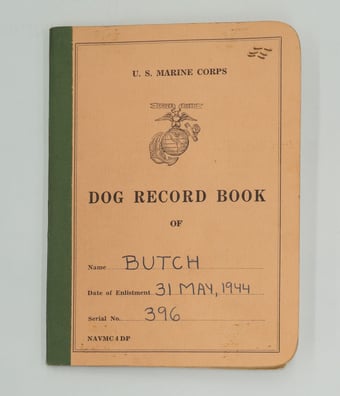 U. S. MARINE CORPS
DOG RECORD BOOK
OF
Name BUTCH
Date of Enlistment 31 MAY, 1944
Serial No. 396
NAVMC 4 DP